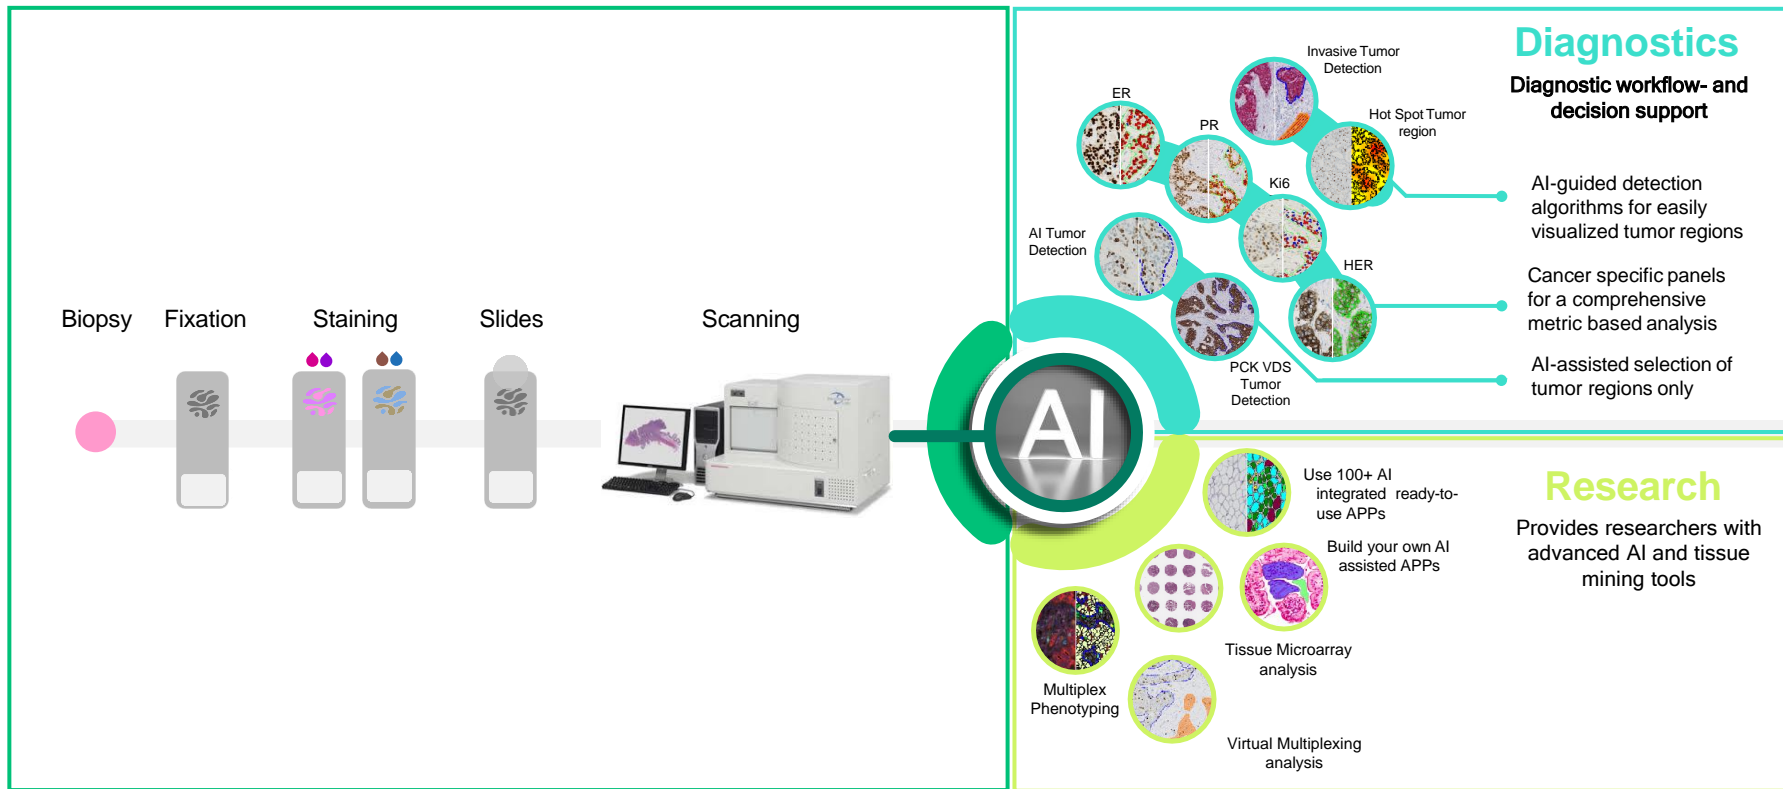 Biopsy
Fixation
Staining
Slides
Scanning
AI
Diagnostics
Diagnostic workflow- and
decision support
Invasive Tumor
Detection
Hot Spot Tumor
region
ER
PR
Ki6
HER
AI Tumor
Detection
PCK VDS
Tumor
Detection
AI-guided detection
algorithms for easily
visualized tumor regions
Cancer specific panels
for a comprehensive
metric based analysis
AI-assisted selection of
tumor regions only
Research
Provides researchers with
advanced AI and tissue
mining tools
Use 100+ AI
integrated ready-to-
use APPs
Build your own AI
assisted APPs
Tissue Microarray
analysis
Multiplex
Phenotyping
Virtual Multiplexing
analysis